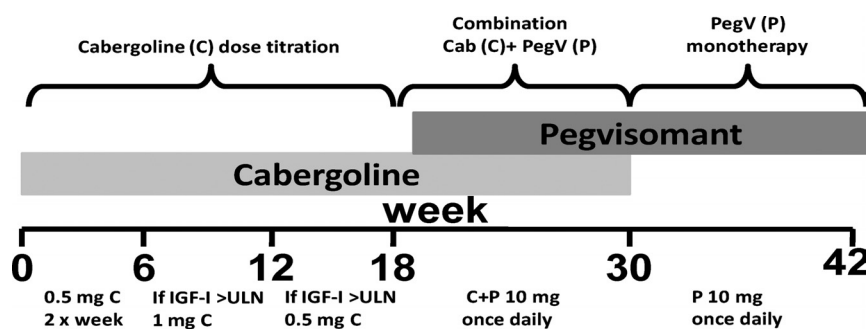 Cabergoline (C) dose titration
Combination
Cab (C)+ PegV (P)
PegV (P)
monotherapy
Pegvisomant
Cabergoline
week
0 6 12 18 30 42
0.5 mg C
2 x week
If IGF-I >ULN
1 mg C
If IGF-I >ULN
0.5 mg C
C+P 10 mg
once daily
P 10 mg
once daily